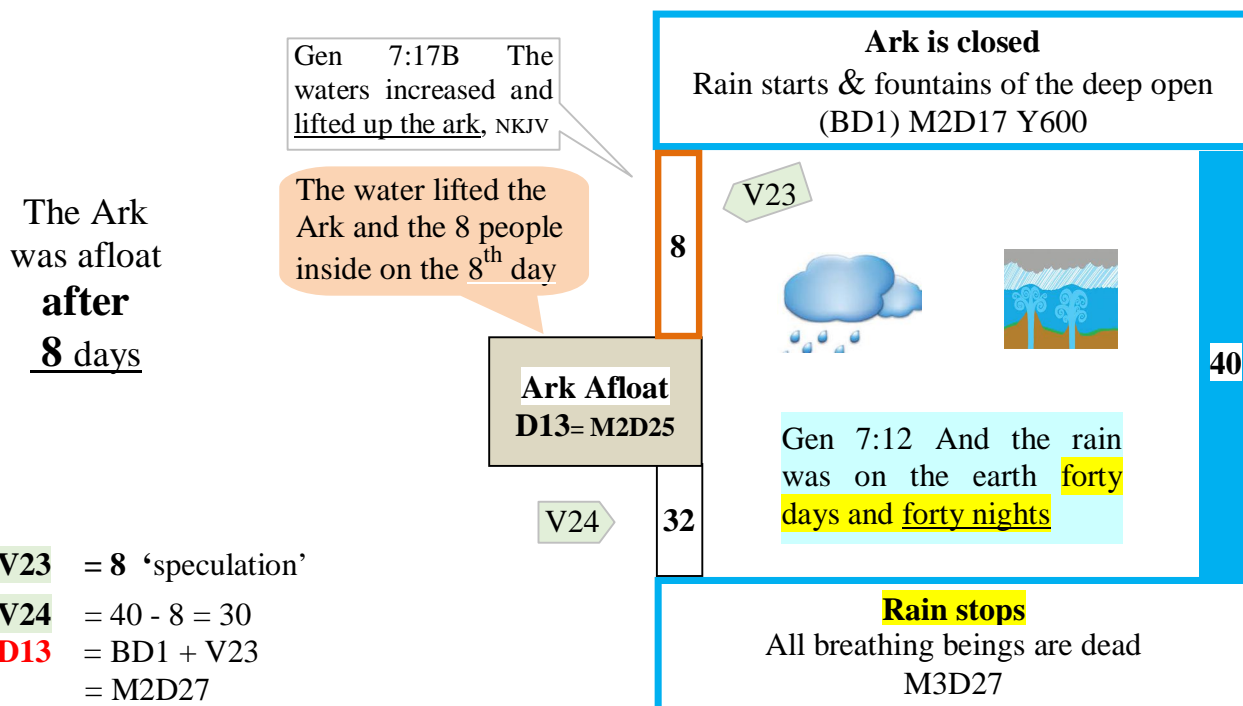 Ark is closed
Rain starts & fountains of the deep open
(BD1) M2D17 Y600
Gen 7:17B The
waters increased and
lifted up the ark, NKJV
The water lifted the
Ark and the 8 people
inside on the 8th day
The Ark
was afloat
after
8 days
V23
8
40
Ark Afloat
D13= M2D25
Gen 7:12 And the rain
was on the earth forty
days and forty nights
V24
32
V23 = 8 ‘speculation’
V24 = 40 - 8 = 30
D13 = BD1 + V23
= M2D27
Rain stops
All breathing beings are dead
M3D27